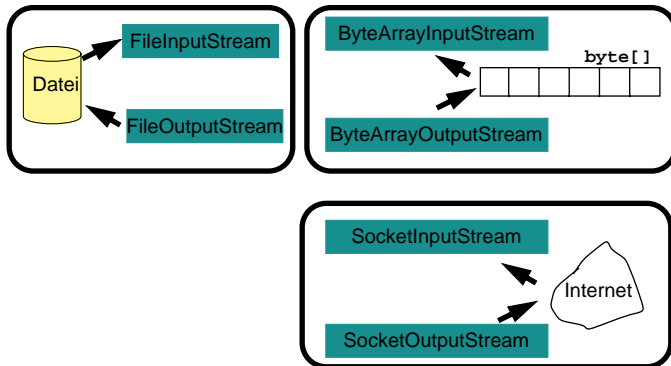 FileInputStream
Datei
FileOutputStream
ByteArrayInputStream
byte[]
ByteArrayOutputStream
SocketInputStream
Internet
SocketOutputStream